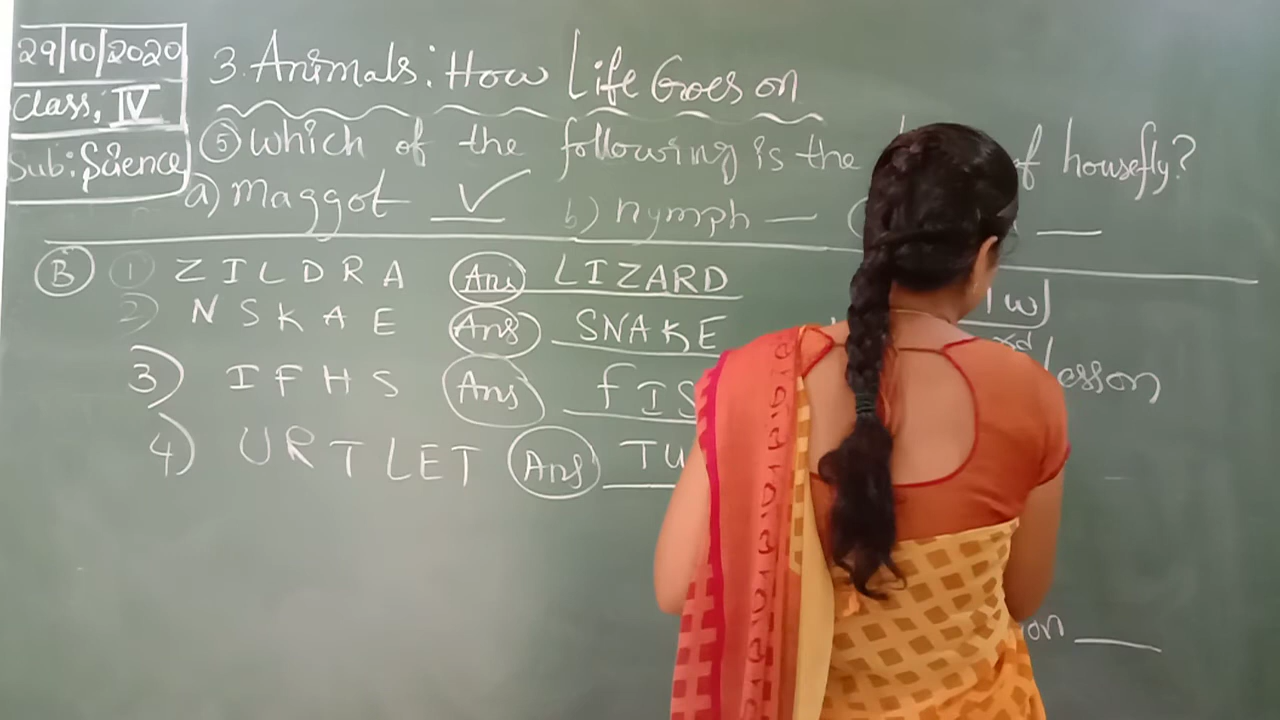 29/10/2020
Class: IV
Sub: Science
3. Animals: How Life Goes on
⑤ Which of the following is the of housefly?
a) Maggot ✓ b) nymph —
Ⓑ 1) ZILDRA Ans LIZARD
2) NSKAE Ans SNAKE
3) IFHS Ans
4) URTLET Ans
lesson